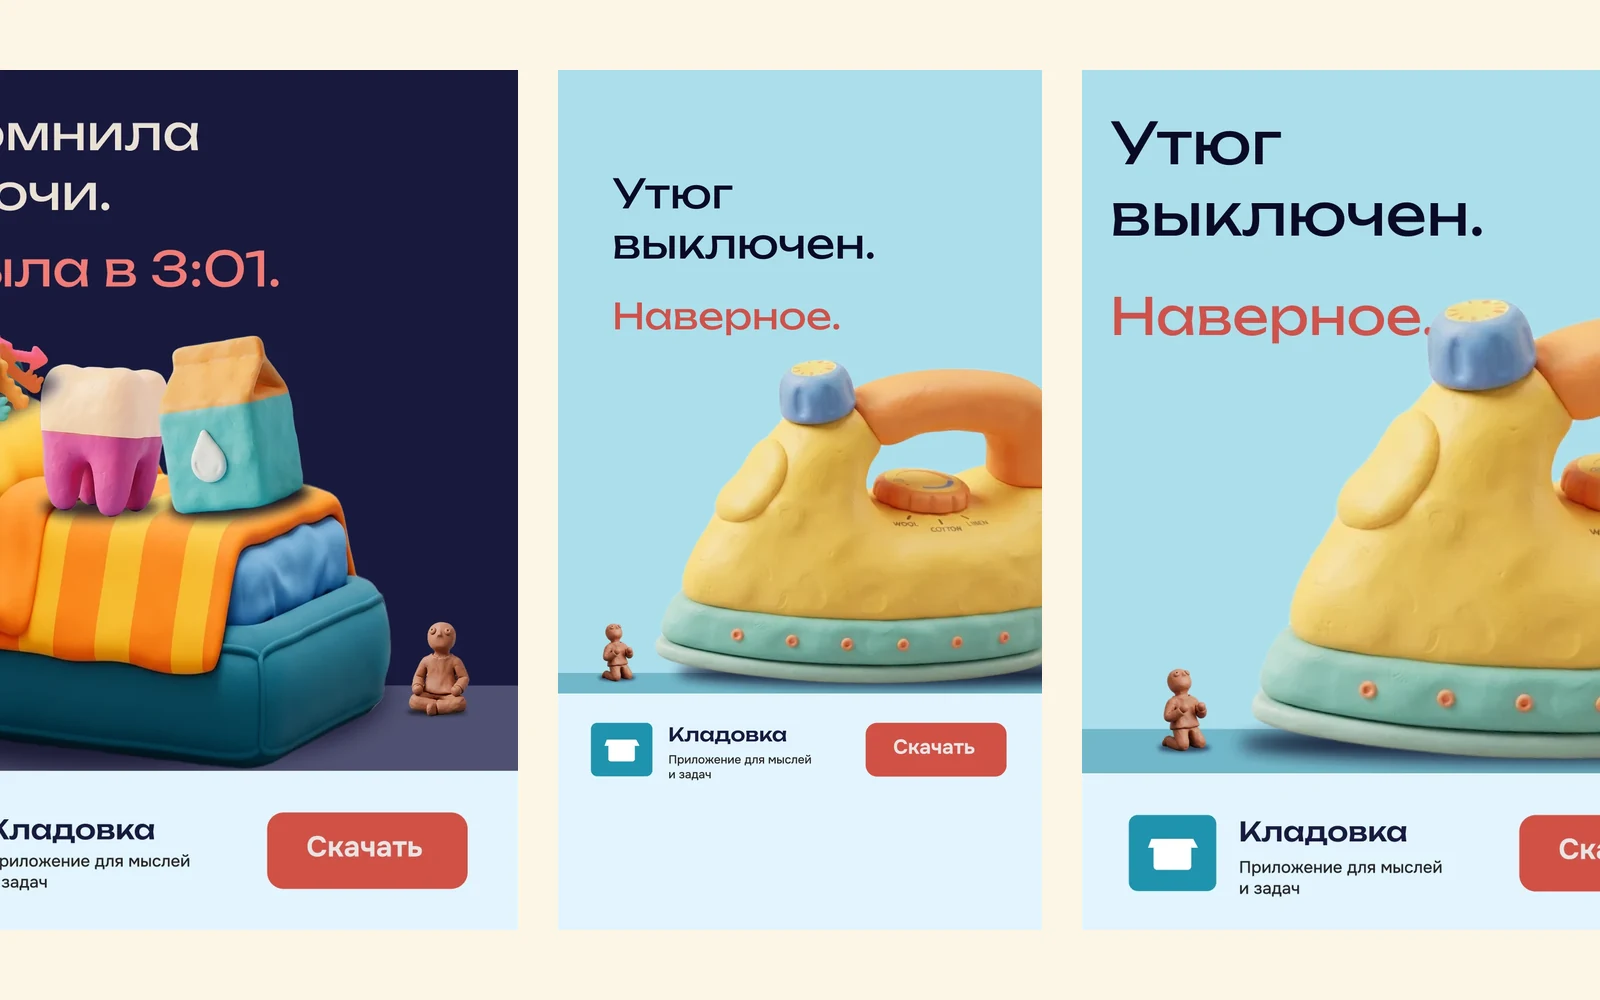 омнила
очи.
ыла в 3:01.
Кладовка
риложение для мыслей
задач
Скачать
Утюг
выключен.
Наверное.
WOOL
COTTON
LINEN
Кладовка
Приложение для мыслей
и задач
Скачать
Утюг
выключен.
Наверное.
Кладовка
Приложение для мыслей
и задач
Ска